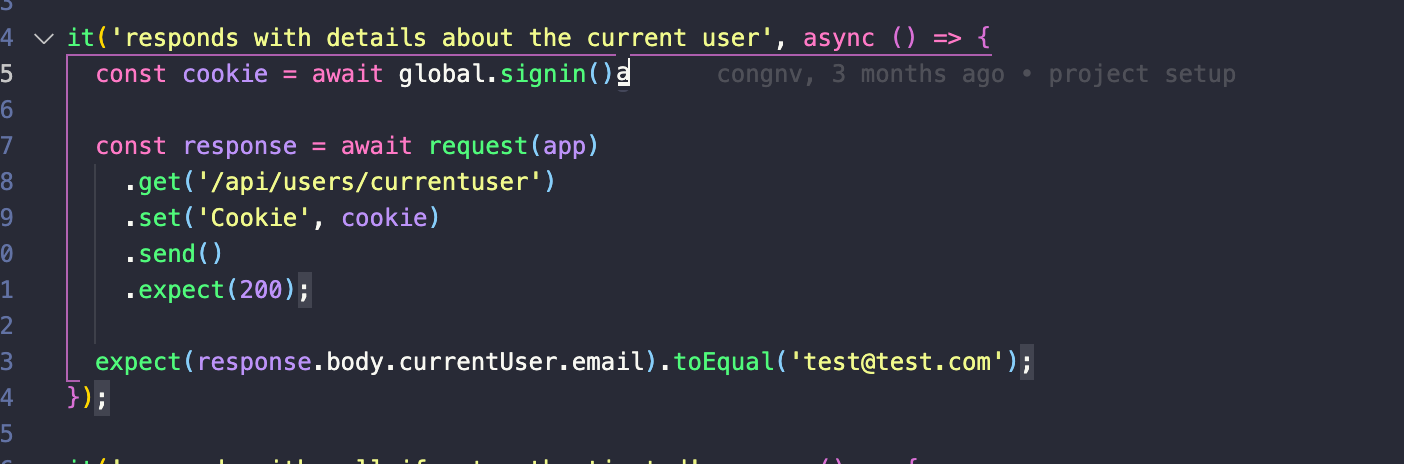 3
4 it('responds with details about the current user', async () => {
5 const cookie = await global.signin()a congnv, 3 months ago • project setup
6
7 const response = await request(app)
8 .get('/api/users/currentuser')
9 .set('Cookie', cookie)
0 .send()
1 .expect(200);
2
3 expect(response.body.currentUser.email).toEqual('test@test.com');
4 });
5